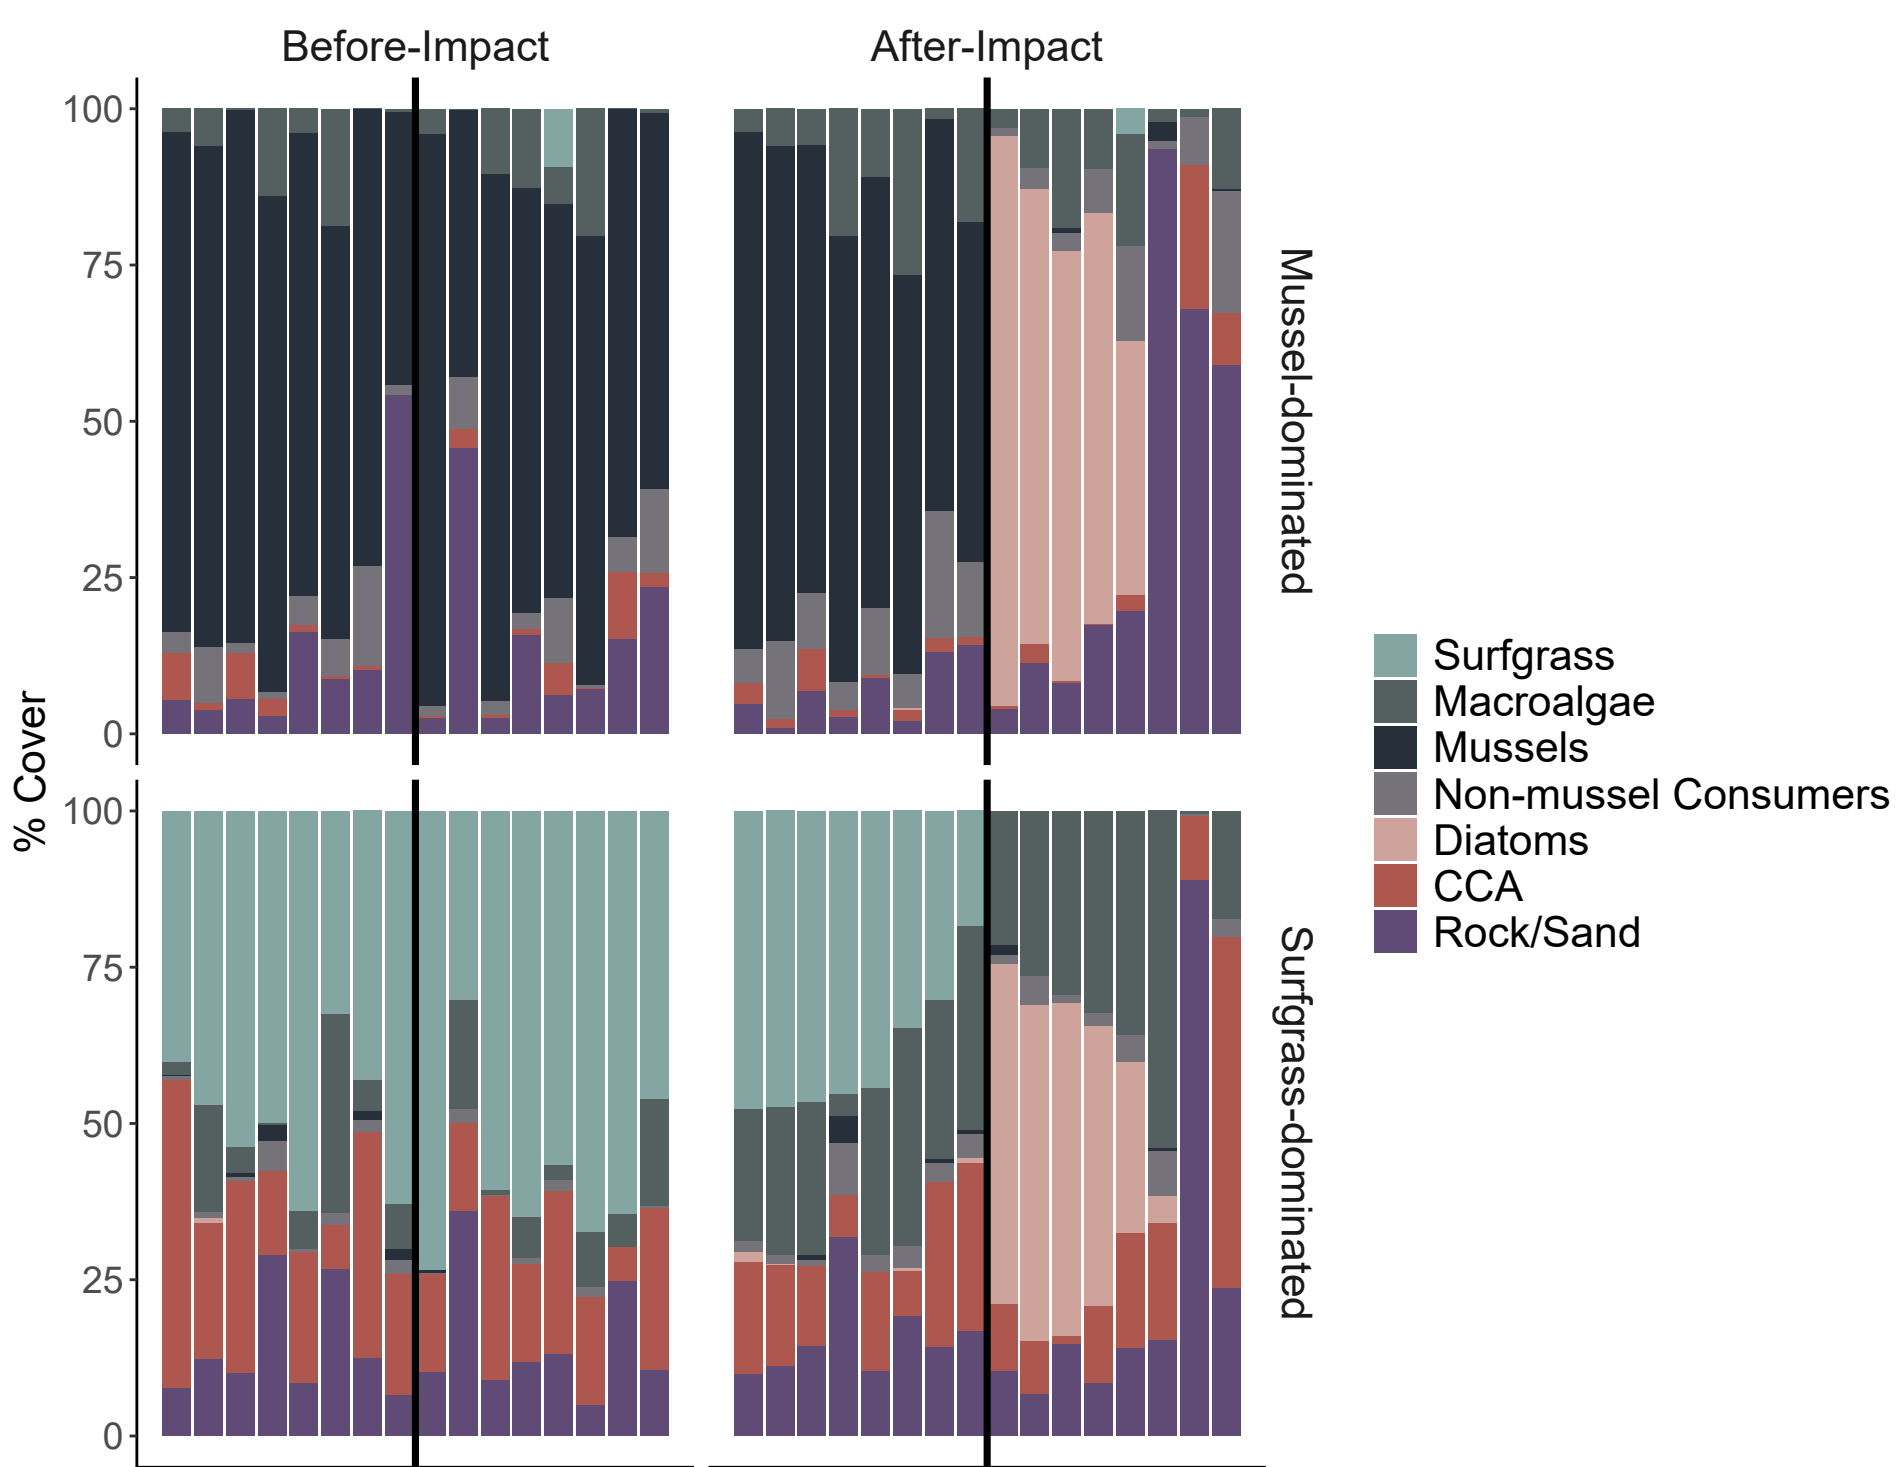 Before-Impact
After-Impact
100
75
50
25
0
Mussel-dominated
% Cover
100
75
50
25
0
Surfgrass-dominated
Surfgrass
Macroalgae
Mussels
Non-mussel Consumers
Diatoms
CCA
Rock/Sand